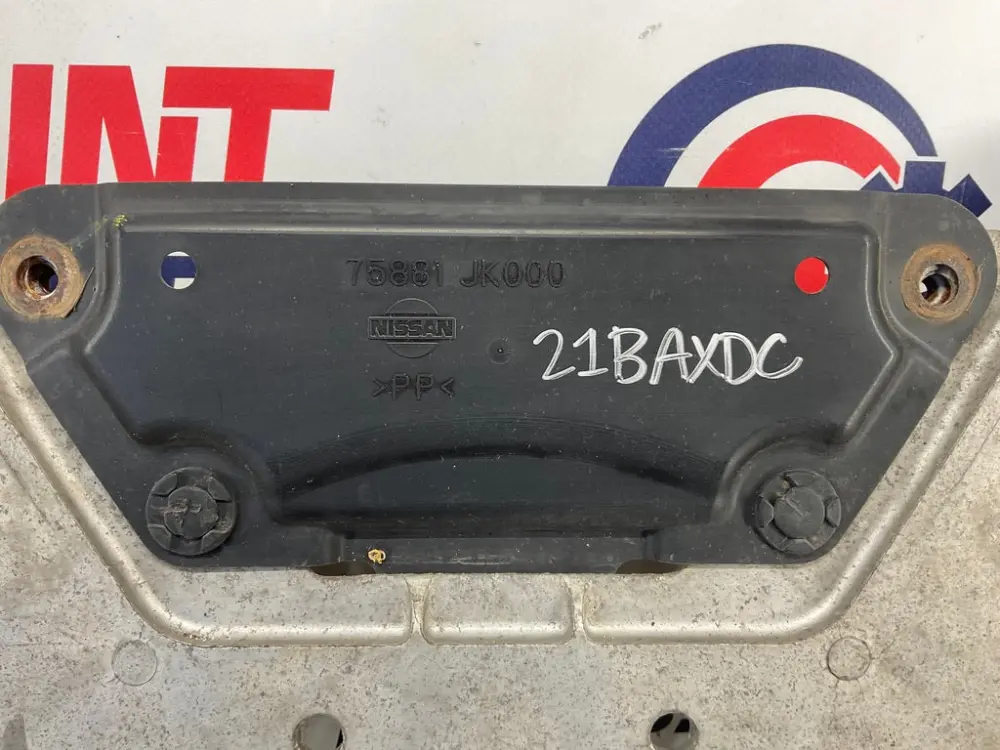 INT
75881 JK000
NISSAN
21BAXDC
>PP<